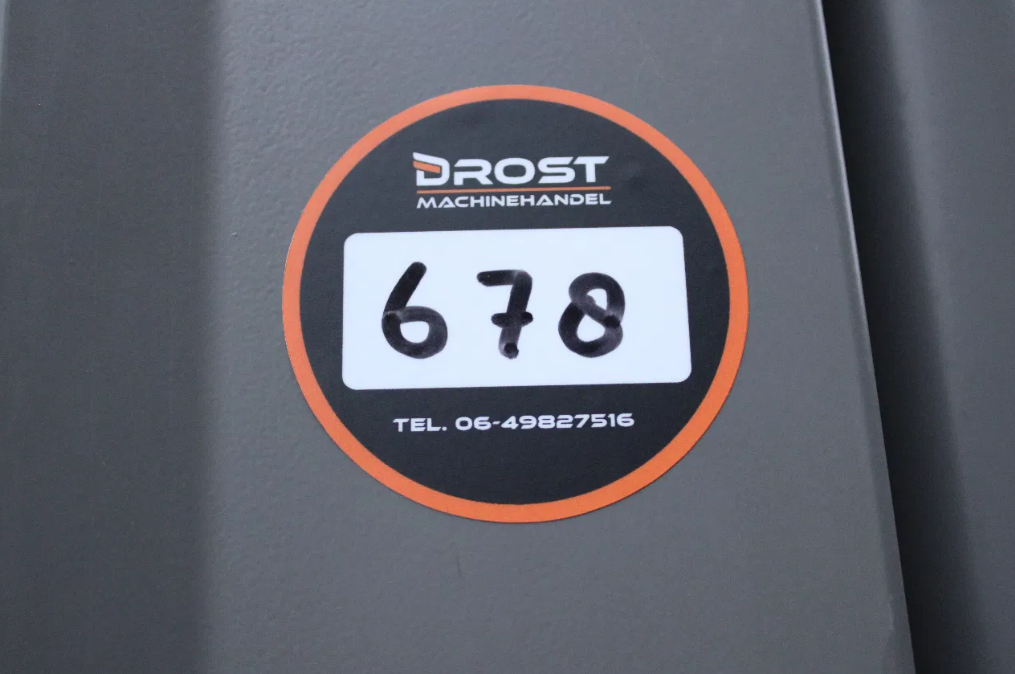 DROST
MACHINEHANDEL
678
TEL. 06-49827516